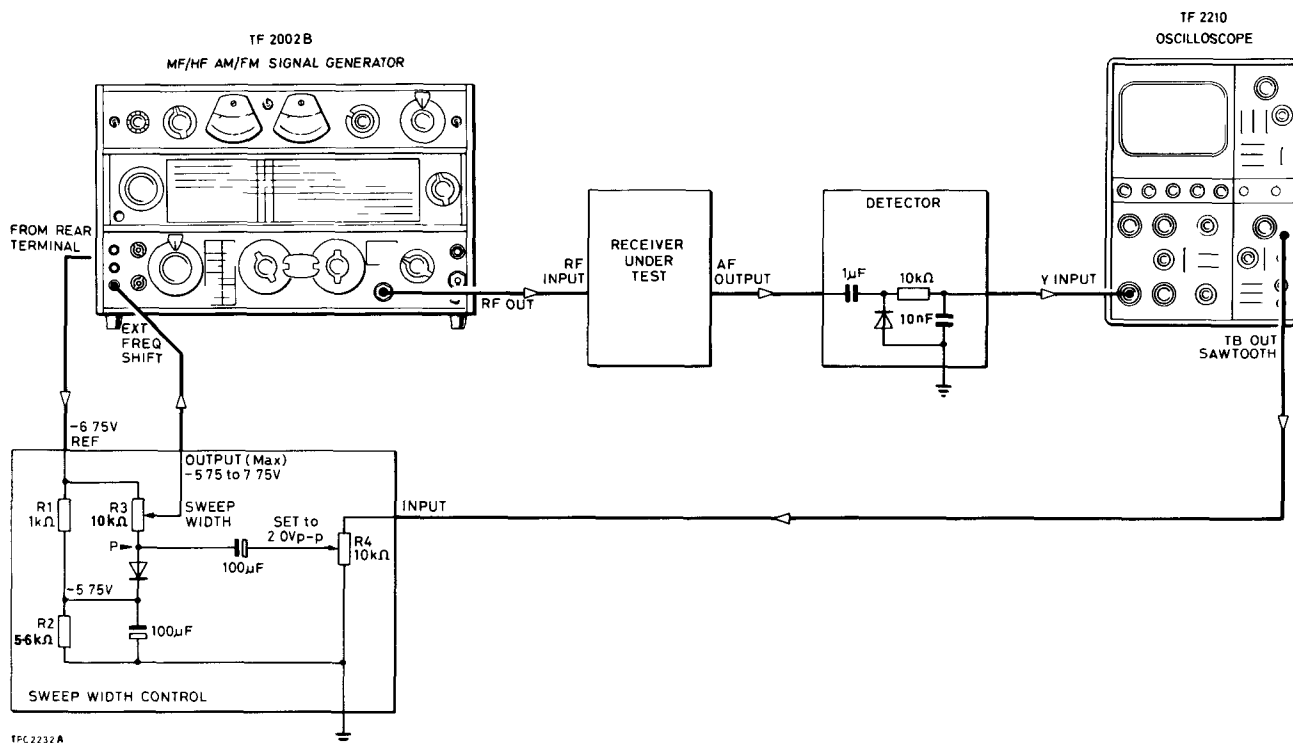 TF 2002B
MF/HF AM/FM SIGNAL GENERATOR
TF 2210
OSCILLOSCOPE
FROM REAR
TERMINAL
EXT
FREQ
SHIFT
RF OUT
RF
INPUT
RECEIVER
UNDER
TEST
AF
OUTPUT
DETECTOR
1µF
10kΩ
10nF
Y INPUT
TB OUT
SAWTOOTH
-6 75V
REF
OUTPUT (Max)
-5 75 to 7 75V
R1
1kΩ
R3
10kΩ
SWEEP
WIDTH
INPUT
SET to
2 0Vp-p
R4
10kΩ
P
100µF
-5 75V
R2
5·6kΩ
100µF
SWEEP WIDTH CONTROL
TPC2232A